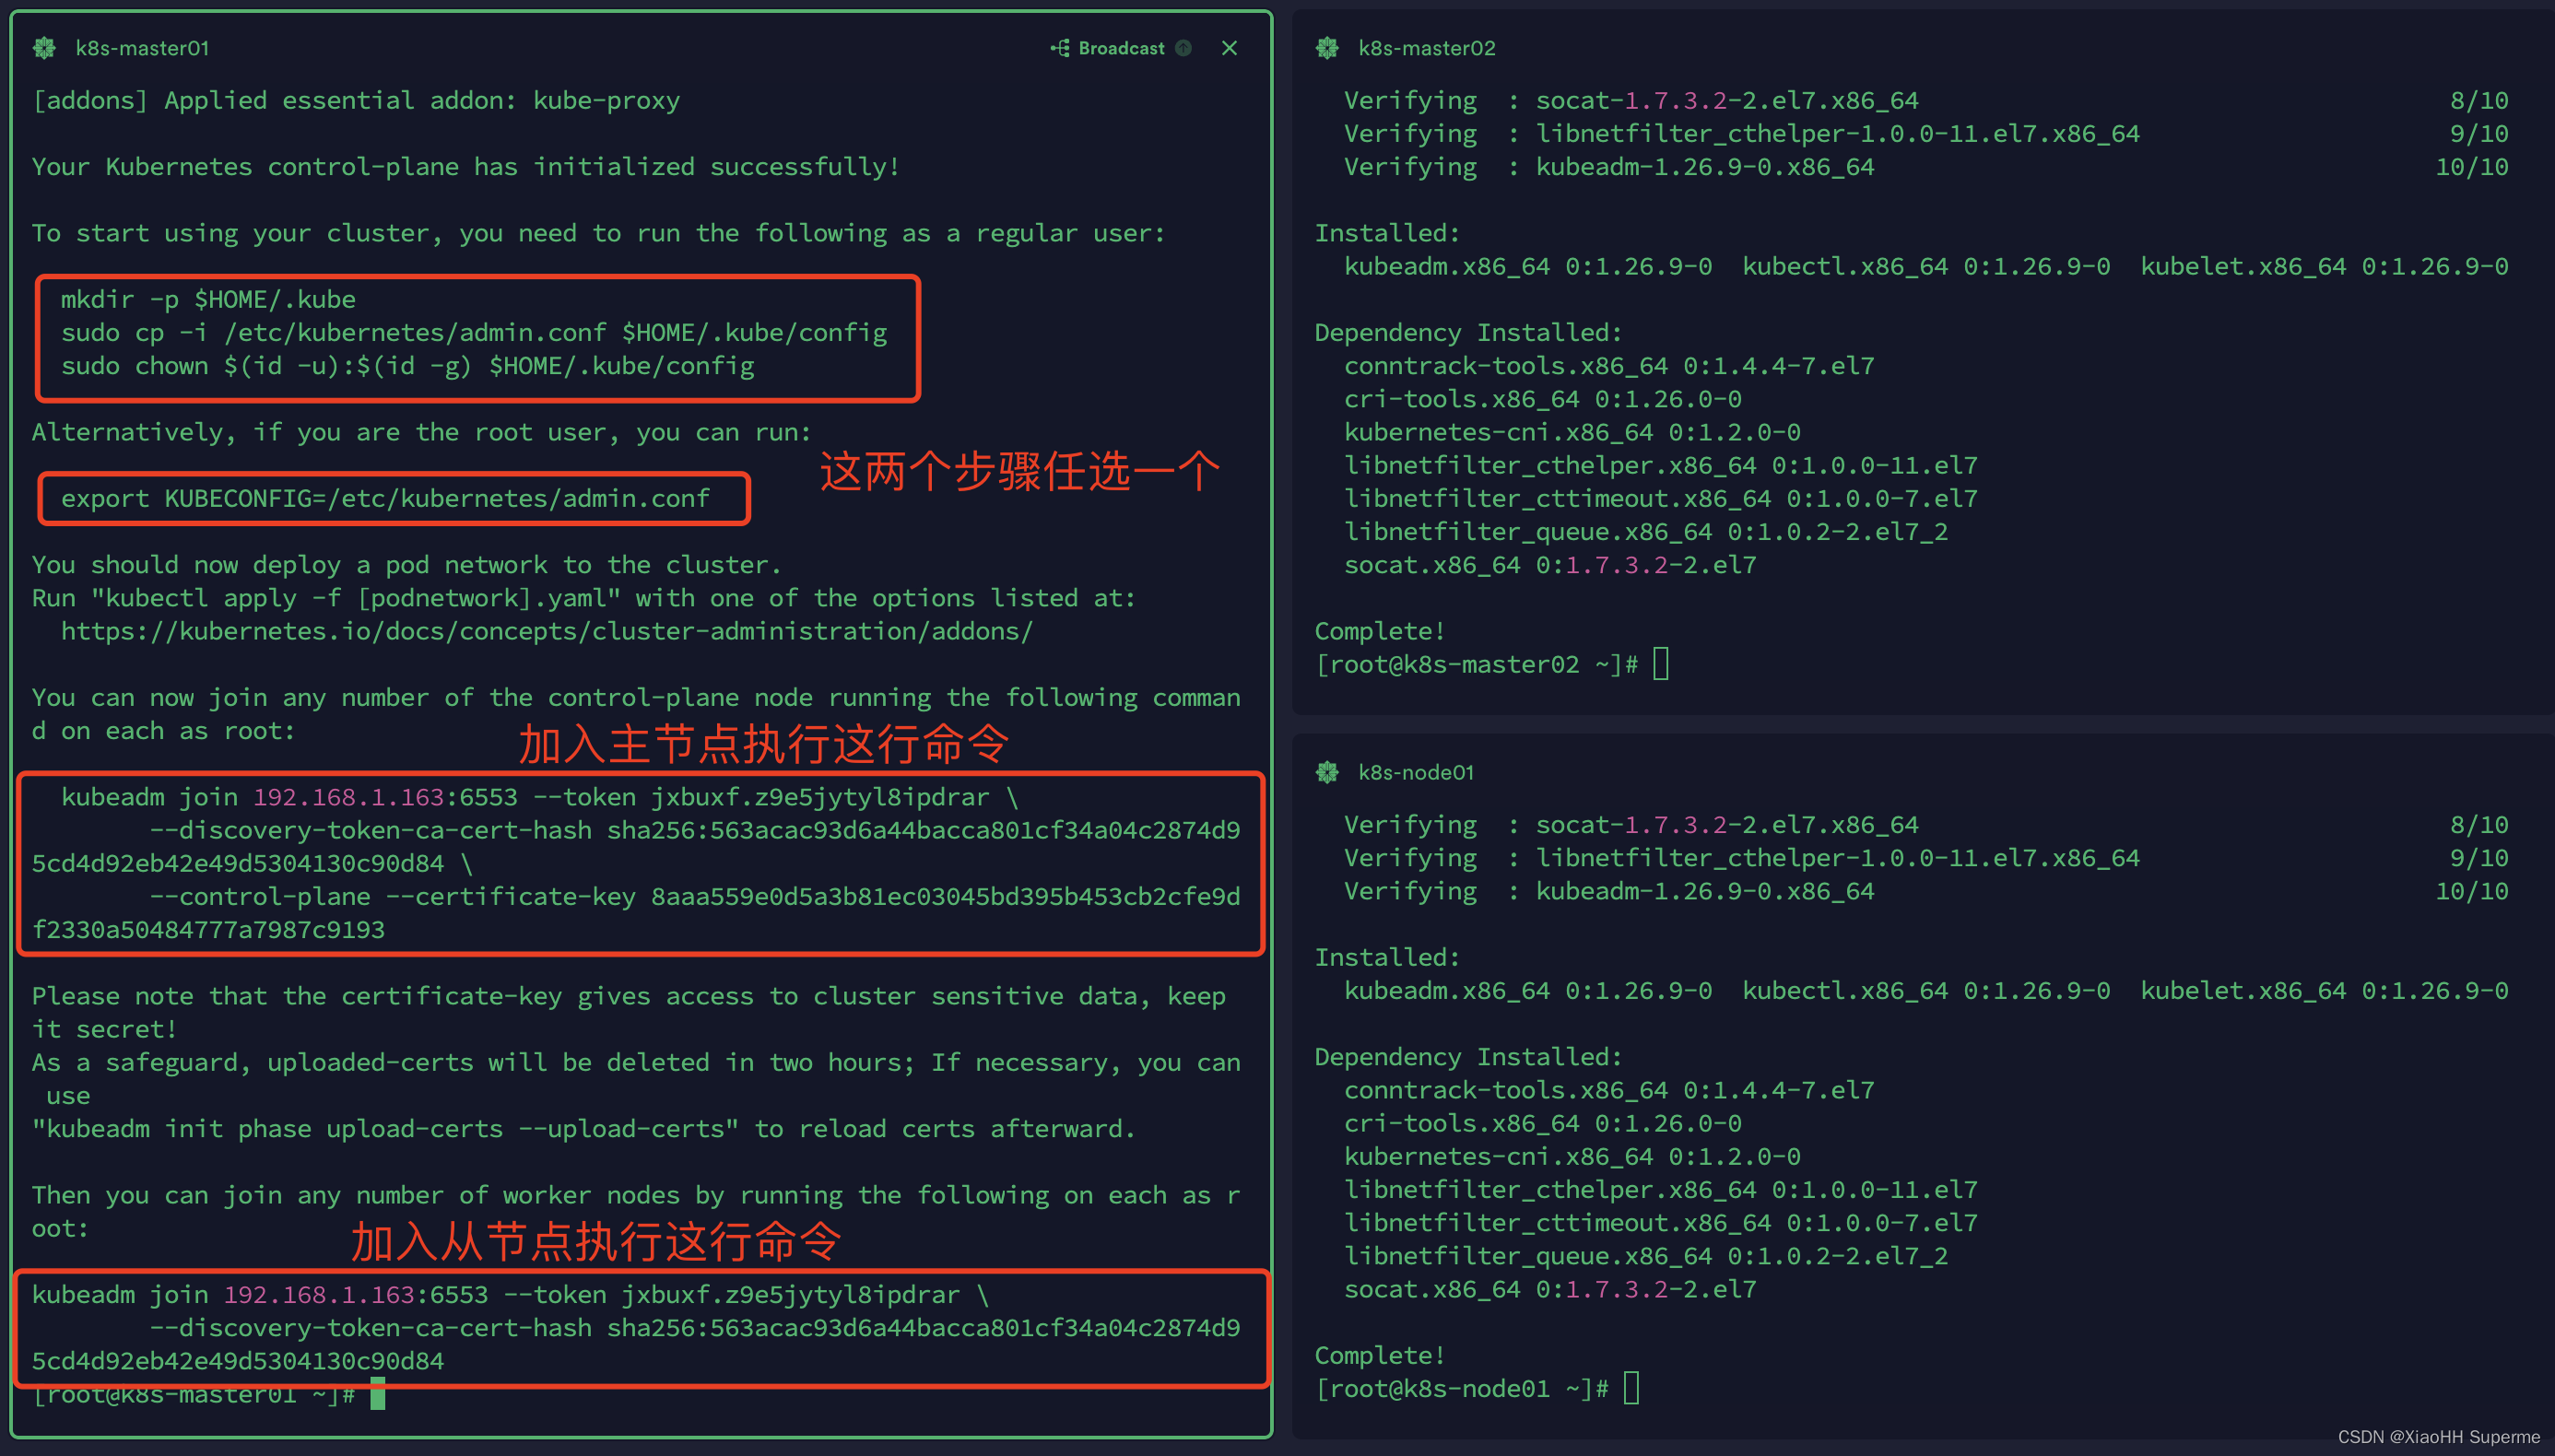 k8s-master01
Broadcast
[addons] Applied essential addon: kube-proxy
Your Kubernetes control-plane has initialized successfully!
To start using your cluster, you need to run the following as a regular user:
mkdir -p $HOME/.kube
sudo cp -i /etc/kubernetes/admin.conf $HOME/.kube/config
sudo chown $(id -u):$(id -g) $HOME/.kube/config
Alternatively, if you are the root user, you can run:
这两个步骤任选一个
export KUBECONFIG=/etc/kubernetes/admin.conf
You should now deploy a pod network to the cluster.
Run "kubectl apply -f [podnetwork].yaml" with one of the options listed at:
https://kubernetes.io/docs/concepts/cluster-administration/addons/
You can now join any number of the control-plane node running the following comman
d on each as root:
加入主节点执行这行命令
kubeadm join 192.168.1.163:6553 --token jxbuxf.z9e5jytyl8ipdrar \
--discovery-token-ca-cert-hash sha256:563acac93d6a44bacca801cf34a04c2874d9
5cd4d92eb42e49d5304130c90d84 \
--control-plane --certificate-key 8aaa559e0d5a3b81ec03045bd395b453cb2cfe9d
f2330a50484777a7987c9193
Please note that the certificate-key gives access to cluster sensitive data, keep
it secret!
As a safeguard, uploaded-certs will be deleted in two hours; If necessary, you can
use
"kubeadm init phase upload-certs --upload-certs" to reload certs afterward.
Then you can join any number of worker nodes by running the following on each as r
oot:
加入从节点执行这行命令
kubeadm join 192.168.1.163:6553 --token jxbuxf.z9e5jytyl8ipdrar \
--discovery-token-ca-cert-hash sha256:563acac93d6a44bacca801cf34a04c2874d9
5cd4d92eb42e49d5304130c90d84
[root@k8s-master01 ~]#
k8s-master02
Verifying : socat-1.7.3.2-2.el7.x86_64 8/10
Verifying : libnetfilter_cthelper-1.0.0-11.el7.x86_64 9/10
Verifying : kubeadm-1.26.9-0.x86_64 10/10
Installed:
kubeadm.x86_64 0:1.26.9-0 kubectl.x86_64 0:1.26.9-0 kubelet.x86_64 0:1.26.9-0
Dependency Installed:
conntrack-tools.x86_64 0:1.4.4-7.el7
cri-tools.x86_64 0:1.26.0-0
kubernetes-cni.x86_64 0:1.2.0-0
libnetfilter_cthelper.x86_64 0:1.0.0-11.el7
libnetfilter_cttimeout.x86_64 0:1.0.0-7.el7
libnetfilter_queue.x86_64 0:1.0.2-2.el7_2
socat.x86_64 0:1.7.3.2-2.el7
Complete!
[root@k8s-master02 ~]#
k8s-node01
Verifying : socat-1.7.3.2-2.el7.x86_64 8/10
Verifying : libnetfilter_cthelper-1.0.0-11.el7.x86_64 9/10
Verifying : kubeadm-1.26.9-0.x86_64 10/10
Installed:
kubeadm.x86_64 0:1.26.9-0 kubectl.x86_64 0:1.26.9-0 kubelet.x86_64 0:1.26.9-0
Dependency Installed:
conntrack-tools.x86_64 0:1.4.4-7.el7
cri-tools.x86_64 0:1.26.0-0
kubernetes-cni.x86_64 0:1.2.0-0
libnetfilter_cthelper.x86_64 0:1.0.0-11.el7
libnetfilter_cttimeout.x86_64 0:1.0.0-7.el7
libnetfilter_queue.x86_64 0:1.0.2-2.el7_2
socat.x86_64 0:1.7.3.2-2.el7
Complete!
[root@k8s-node01 ~]#
CSDN @XiaoHH Superme